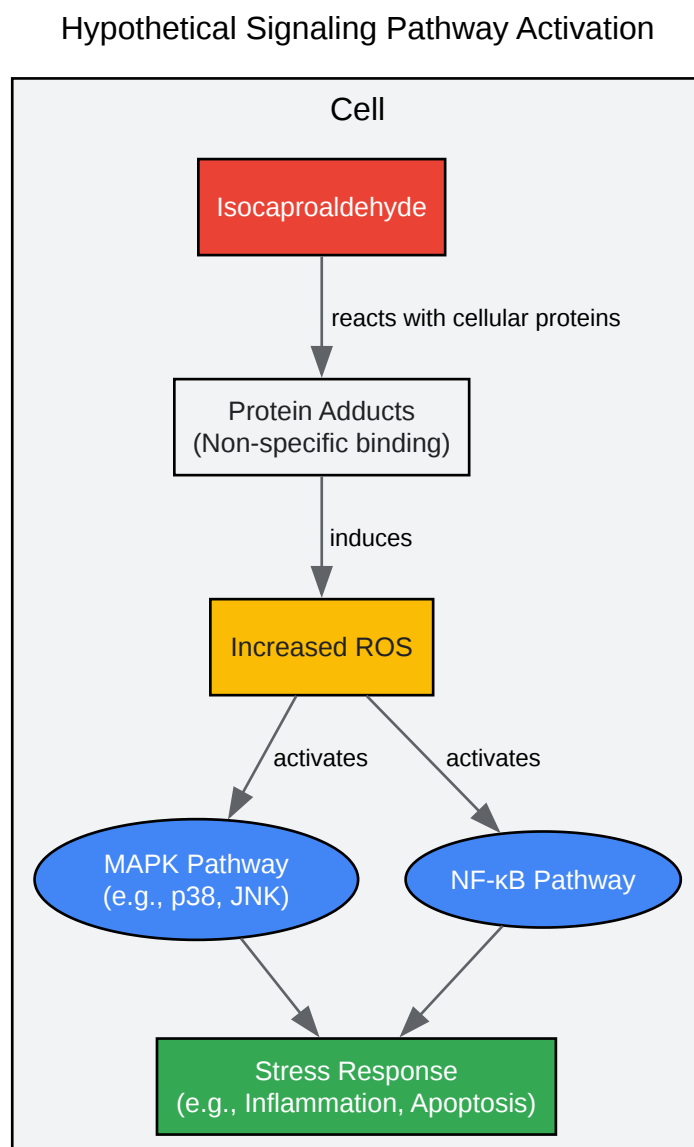 Hypothetical Signaling Pathway Activation
Cell
Isocaproaldehyde
reacts with cellular proteins
Protein Adducts
(Non-specific binding)
induces
Increased ROS
activates
activates
MAPK Pathway
(e.g., p38, JNK)
NF-κB Pathway
Stress Response
(e.g., Inflammation, Apoptosis)